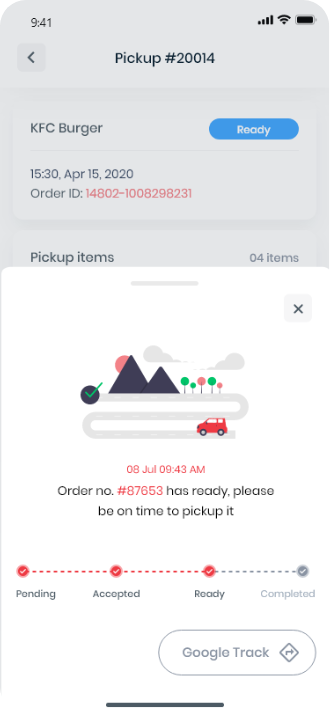 9:41
Pickup #20014
KFC Burger
Ready
15:30, Apr 15, 2020
Order ID: 14802-1008298231
Pickup items
04 items
08 Jul 09:43 AM
Order no. #87653 has ready, please
be on time to pickup it
Pending
Accepted
Ready
Completed
Google Track